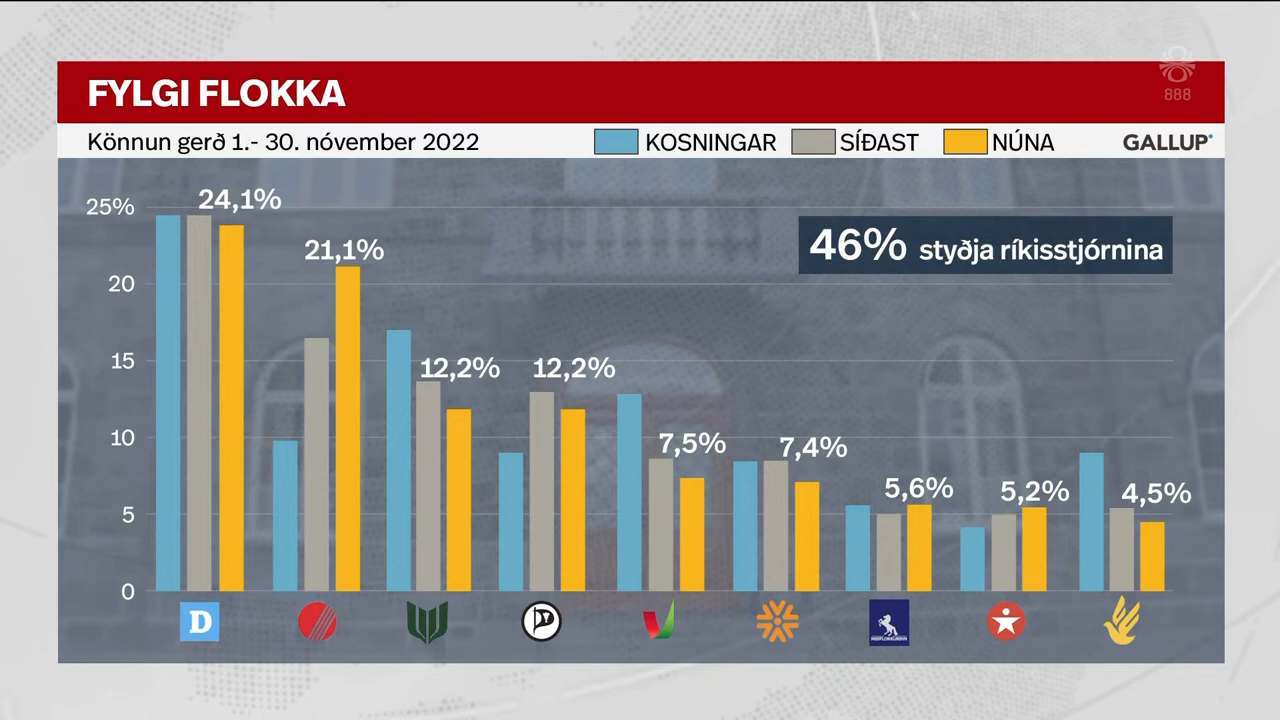 888
FYLGI FLOKKA
Könnun gerð 1.- 30. nóvember 2022
KOSNINGAR SÍÐAST NÚNA
GALLUP
25%
20
15
10
5
0
24,1%
21,1%
12,2%
12,2%
7,5%
7,4%
5,6%
5,2%
4,5%
46% styðja ríkisstjórnina
D
P
MIÐFLOKKURINN